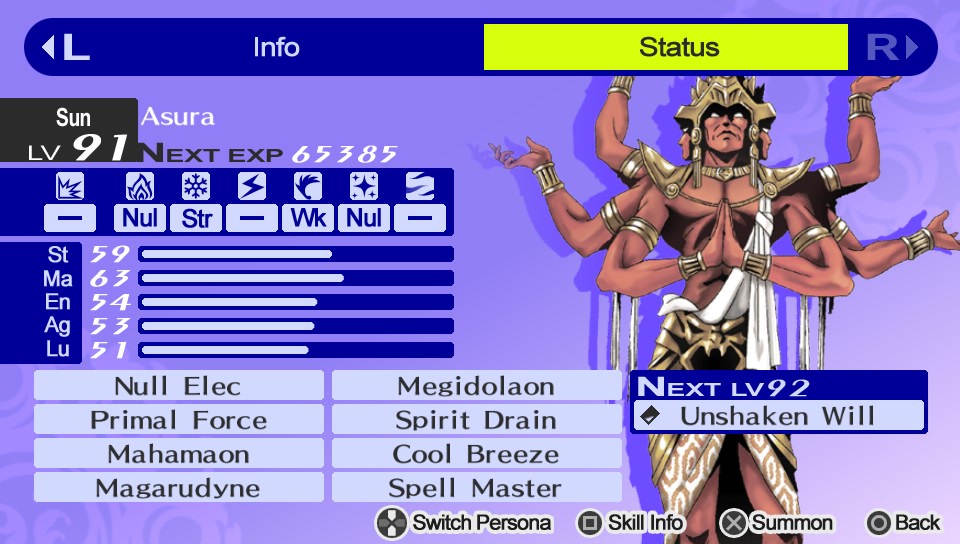 L Info Status R
Sun Asura
LV 91 NEXT EXP 65385
Nul Str — Wk Nul —
St 59
Ma 63
En 54
Ag 53
Lu 51
Null Elec Megidolaon NEXT LV92
Primal Force Spirit Drain Unshaken Will
Mahamaon Cool Breeze
Magarudyne Spell Master
Switch Persona Skill Info Summon Back